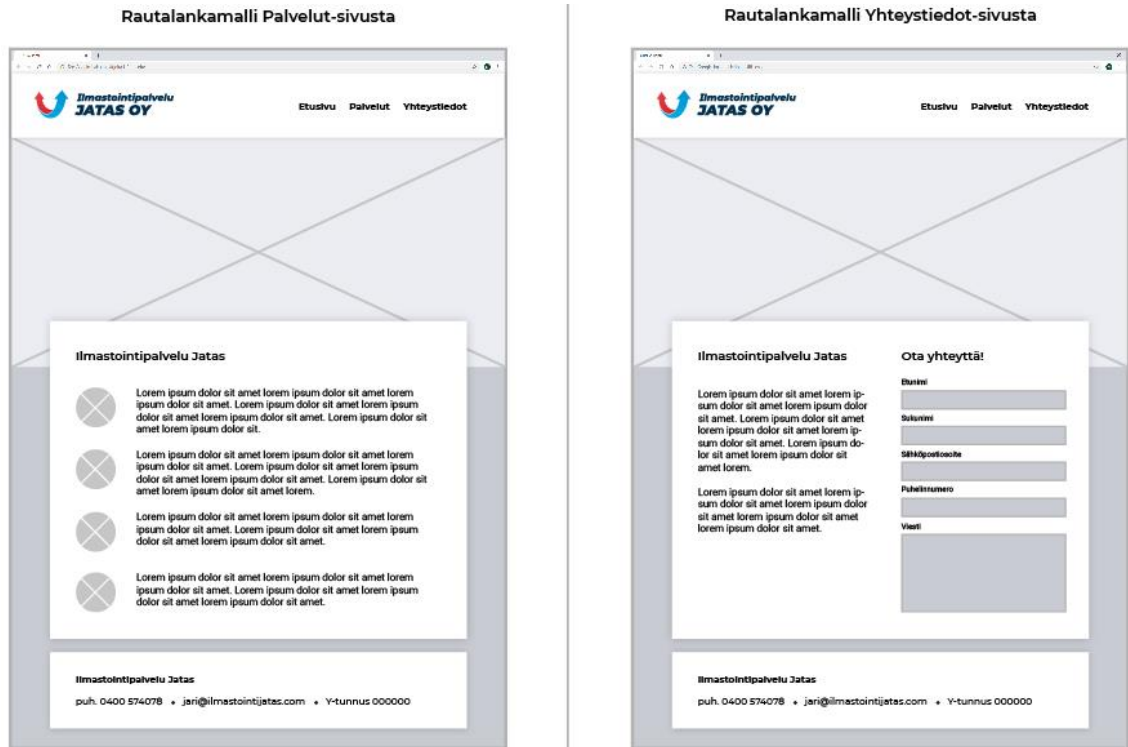 Rautalankamalli Palvelut-sivusta
Ilmastointipalvelu
JATAS OY
Etusivu Palvelut Yhteystiedot
Ilmastointipalvelu Jatas
Lorem ipsum dolor sit amet lorem ipsum dolor sit amet lorem
ipsum dolor sit amet. Lorem ipsum dolor sit amet lorem ipsum
dolor sit amet lorem ipsum dolor sit amet. Lorem ipsum dolor sit
amet lorem ipsum dolor sit.
Lorem ipsum dolor sit amet lorem ipsum dolor sit amet lorem
ipsum dolor sit amet. Lorem ipsum dolor sit amet lorem ipsum
dolor sit amet lorem ipsum dolor sit amet. Lorem ipsum dolor sit
amet lorem ipsum dolor sit amet lorem.
Lorem ipsum dolor sit amet lorem ipsum dolor sit amet lorem
ipsum dolor sit amet. Lorem ipsum dolor sit amet lorem ipsum
dolor sit amet lorem ipsum dolor sit amet.
Lorem ipsum dolor sit amet lorem ipsum dolor sit amet lorem
ipsum dolor sit amet. Lorem ipsum dolor sit amet lorem ipsum
dolor sit amet lorem ipsum dolor sit amet.
Ilmastointipalvelu Jatas
puh. 0400 574078 • jari@ilmastointijatas.com • Y-tunnus 000000
Rautalankamalli Yhteystiedot-sivusta
Ilmastointipalvelu
JATAS OY
Etusivu Palvelut Yhteystiedot
Ilmastointipalvelu Jatas
Lorem ipsum dolor sit amet lorem ip-
sum dolor sit amet lorem ipsum dolor
sit amet. Lorem ipsum dolor sit amet
lorem ipsum dolor sit amet lorem ip-
sum dolor sit amet. Lorem ipsum do-
lor sit amet lorem ipsum dolor sit
amet lorem.
Lorem ipsum dolor sit amet lorem ip-
sum dolor sit amet lorem ipsum dolor
sit amet lorem ipsum dolor sit amet
lorem ipsum dolor sit amet.
Ota yhteyttä!
Etunimi
Sukunimi
Sähköpostiosoite
Puhelinnumero
Viesti
Ilmastointipalvelu Jatas
puh. 0400 574078 • jari@ilmastointijatas.com • Y-tunnus 000000